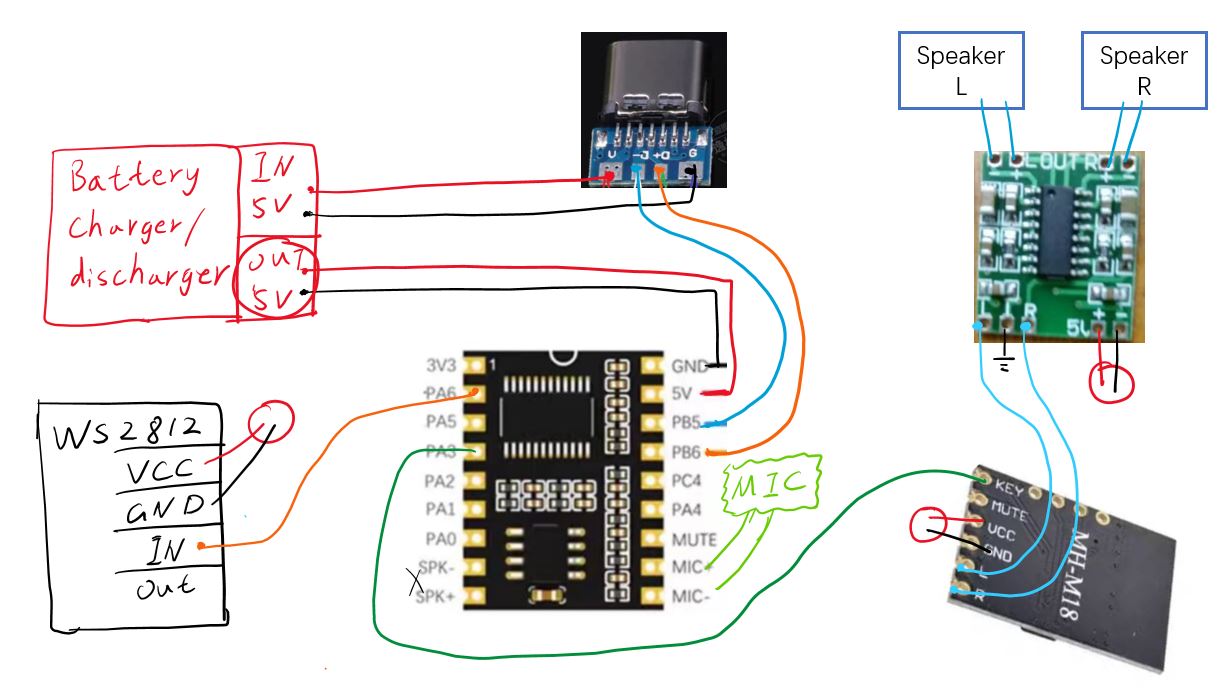 Speaker
L
Speaker
R
V D- D+ G
Battery
charger/
discharger
IN
5V
OUT
5V
LOUT R
- + + -
L R 5V + -
3V3 1
PA6
PA5
PA3
PA2
PA1
PA0
SPK-
SPK+
GND
5V
PB5
PB6
PC4
PA4
MUTE
MIC+
MIC-
MIC
WS2812
VCC
GND
IN
Out
KEY
MUTE
VCC
GND
L
R
MH-M18